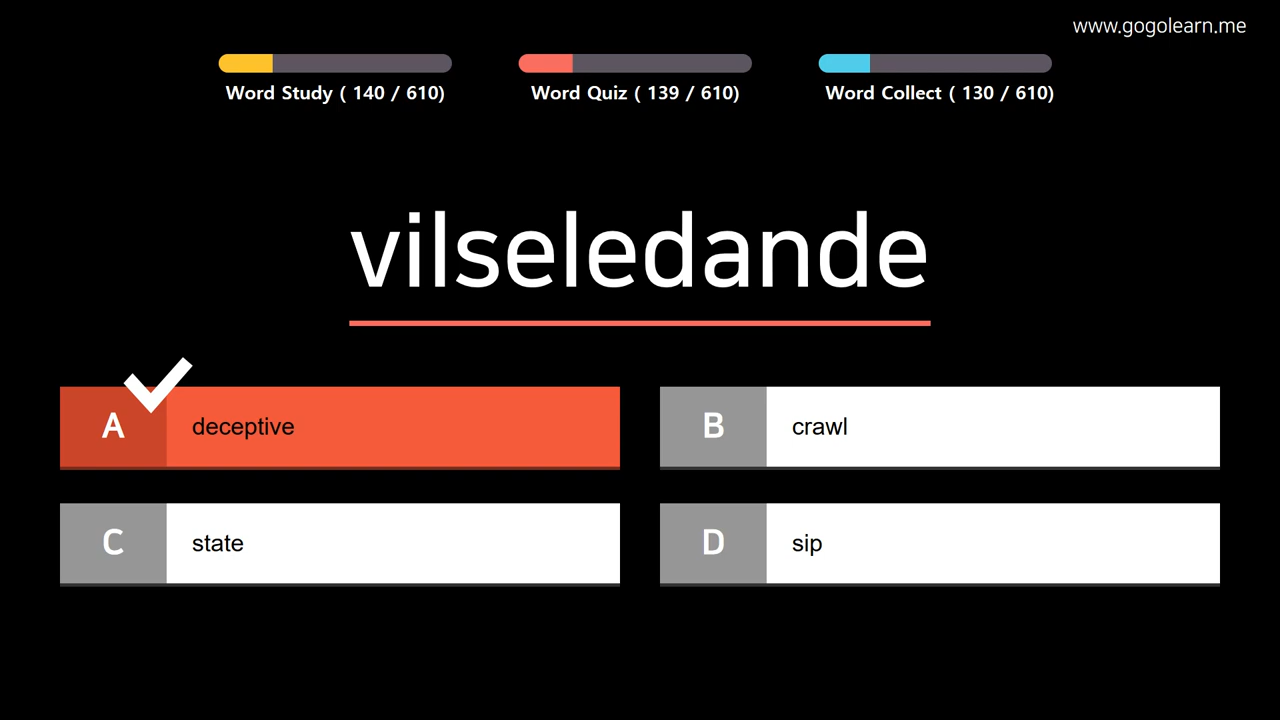 www.gogolearn.me
Word Study ( 140 / 610)
Word Quiz ( 139 / 610)
Word Collect ( 130 / 610)
vilseledande
A deceptive
B crawl
C state
D sip